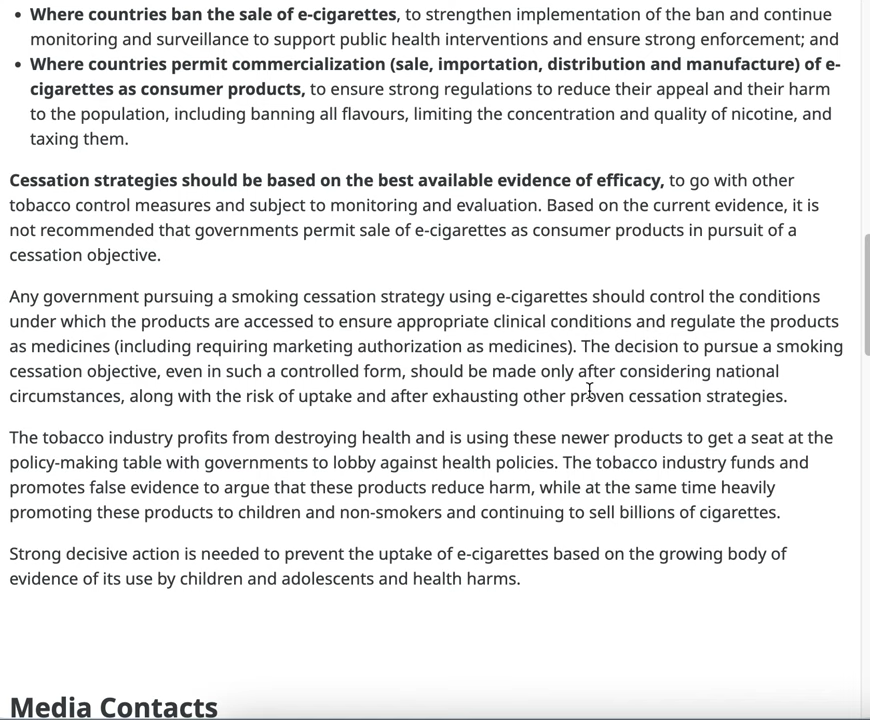 • Where countries ban the sale of e-cigarettes, to strengthen implementation of the ban and continue
monitoring and surveillance to support public health interventions and ensure strong enforcement; and
• Where countries permit commercialization (sale, importation, distribution and manufacture) of e-
cigarettes as consumer products, to ensure strong regulations to reduce their appeal and their harm
to the population, including banning all flavours, limiting the concentration and quality of nicotine, and
taxing them.
Cessation strategies should be based on the best available evidence of efficacy, to go with other
tobacco control measures and subject to monitoring and evaluation. Based on the current evidence, it is
not recommended that governments permit sale of e-cigarettes as consumer products in pursuit of a
cessation objective.
Any government pursuing a smoking cessation strategy using e-cigarettes should control the conditions
under which the products are accessed to ensure appropriate clinical conditions and regulate the products
as medicines (including requiring marketing authorization as medicines). The decision to pursue a smoking
cessation objective, even in such a controlled form, should be made only after considering national
circumstances, along with the risk of uptake and after exhausting other proven cessation strategies.
The tobacco industry profits from destroying health and is using these newer products to get a seat at the
policy-making table with governments to lobby against health policies. The tobacco industry funds and
promotes false evidence to argue that these products reduce harm, while at the same time heavily
promoting these products to children and non-smokers and continuing to sell billions of cigarettes.
Strong decisive action is needed to prevent the uptake of e-cigarettes based on the growing body of
evidence of its use by children and adolescents and health harms.
Media Contacts